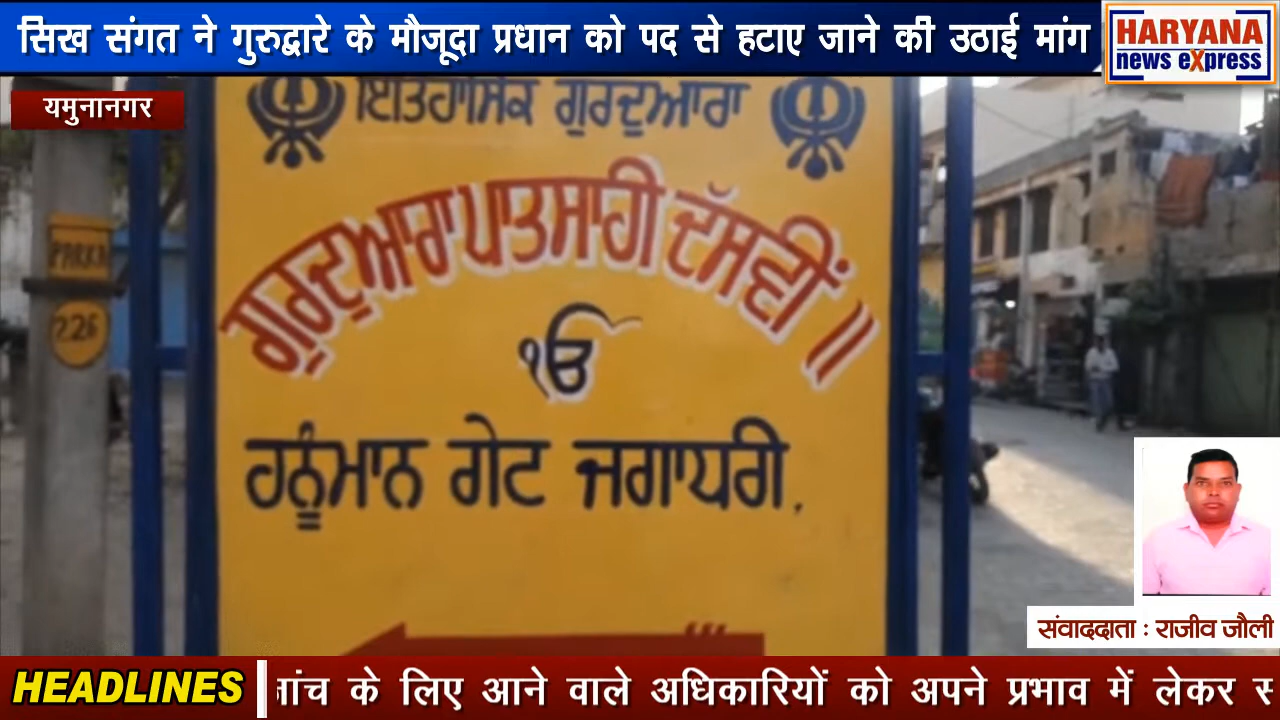 सिख संगत ने गुरुद्वारे के मौजूदा प्रधान को पद से हटाए जाने की उठाई मांग
HARYANA
news eXpress
यमुनानगर
ਇਤਿਹਾਸਿਕ ਗੁਰਦੁਆਰਾ
ਗੁਰਦੁਆਰਾ ਪਾਤਸਾਹੀ ਦੱਸਵੀਂ ॥
ੴ
ਹਨੂੰਮਾਨ ਗੇਟ ਜਗਾਧਰੀ.
226
संवाददाता : राजीव जौली
HEADLINES
के लिए आने वाले अधिकारियों को अपने प्रभाव में लेकर